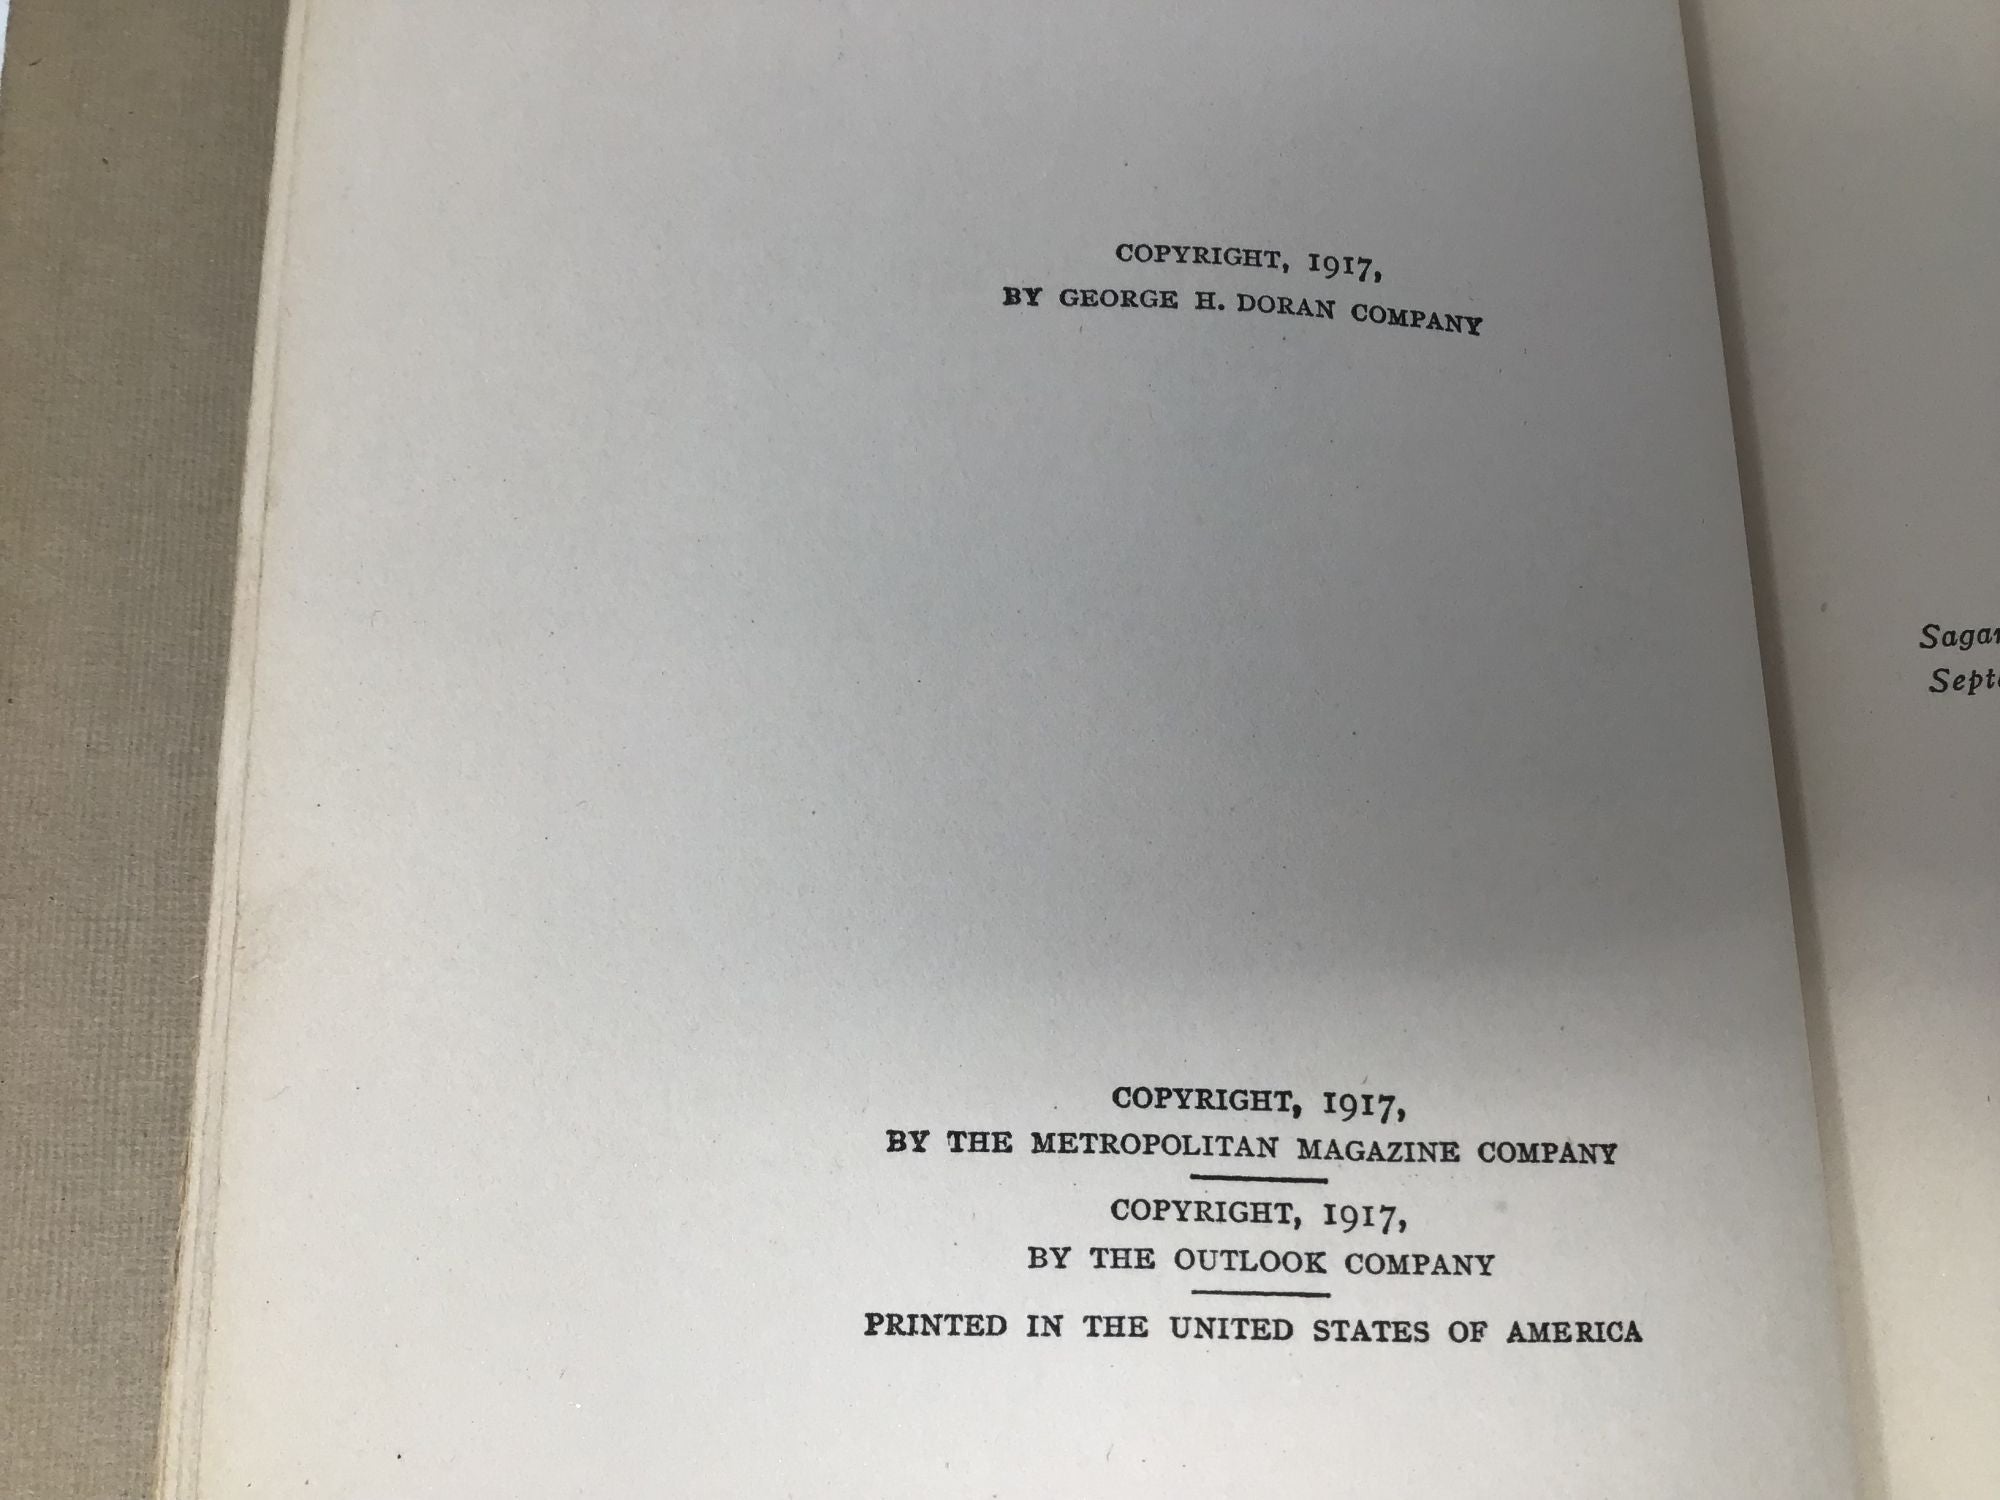 COPYRIGHT, 1917,
BY GEORGE H. DORAN COMPANY
COPYRIGHT, 1917,
BY THE METROPOLITAN MAGAZINE COMPANY
COPYRIGHT, 1917,
BY THE OUTLOOK COMPANY
PRINTED IN THE UNITED STATES OF AMERICA